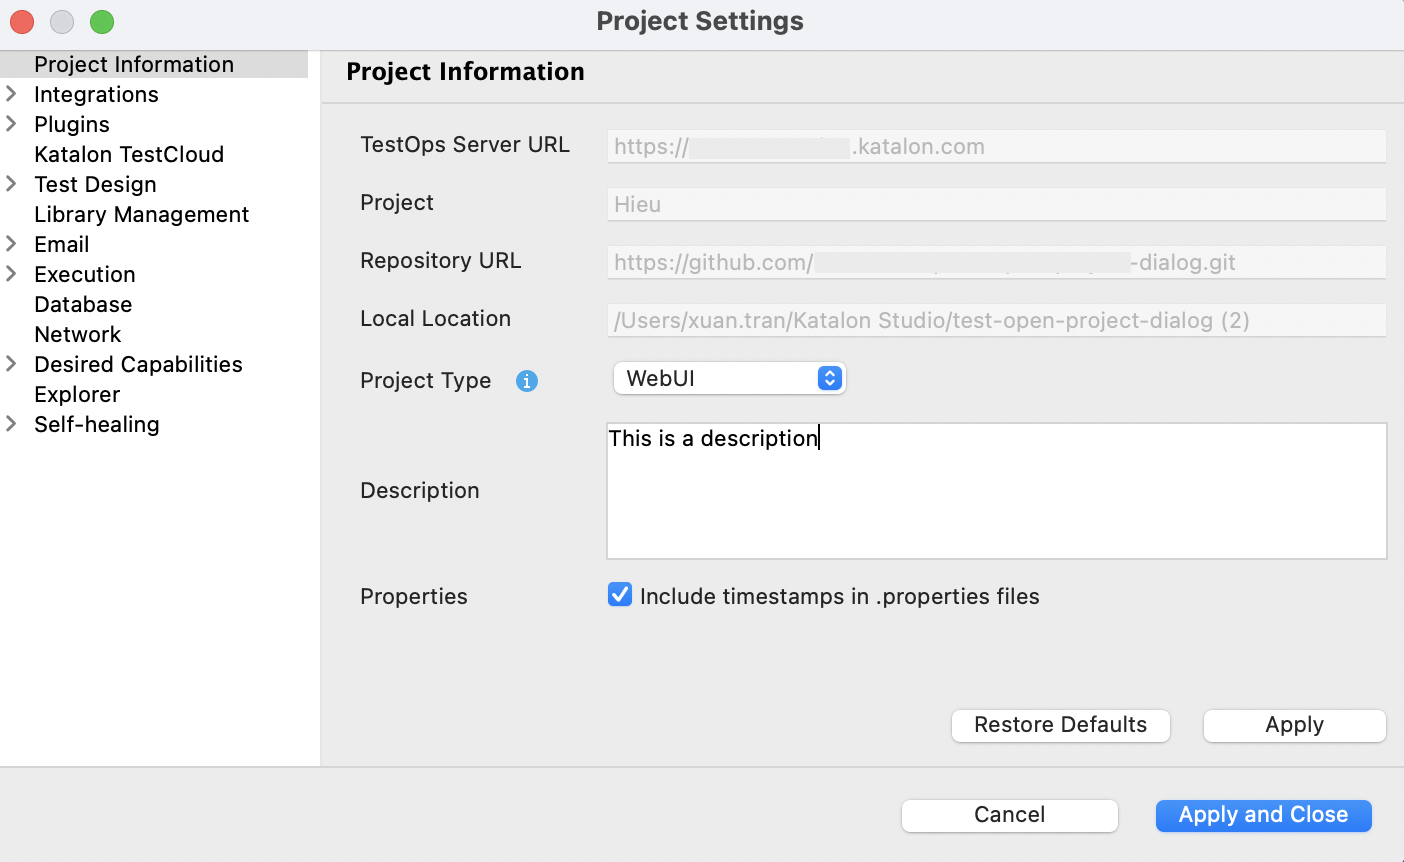 Project Settings
Project Information
Integrations
Plugins
Katalon TestCloud
Test Design
Library Management
Email
Execution
Database
Network
Desired Capabilities
Explorer
Self-healing
Project Information
TestOps Server URL https:// .katalon.com
Project Hieu
Repository URL https://github.com/ -dialog.git
Local Location /Users/xuan.tran/Katalon Studio/test-open-project-dialog (2)
Project Type i WebUI
Description This is a description
Properties Include timestamps in .properties files
Restore Defaults Apply
Cancel Apply and Close